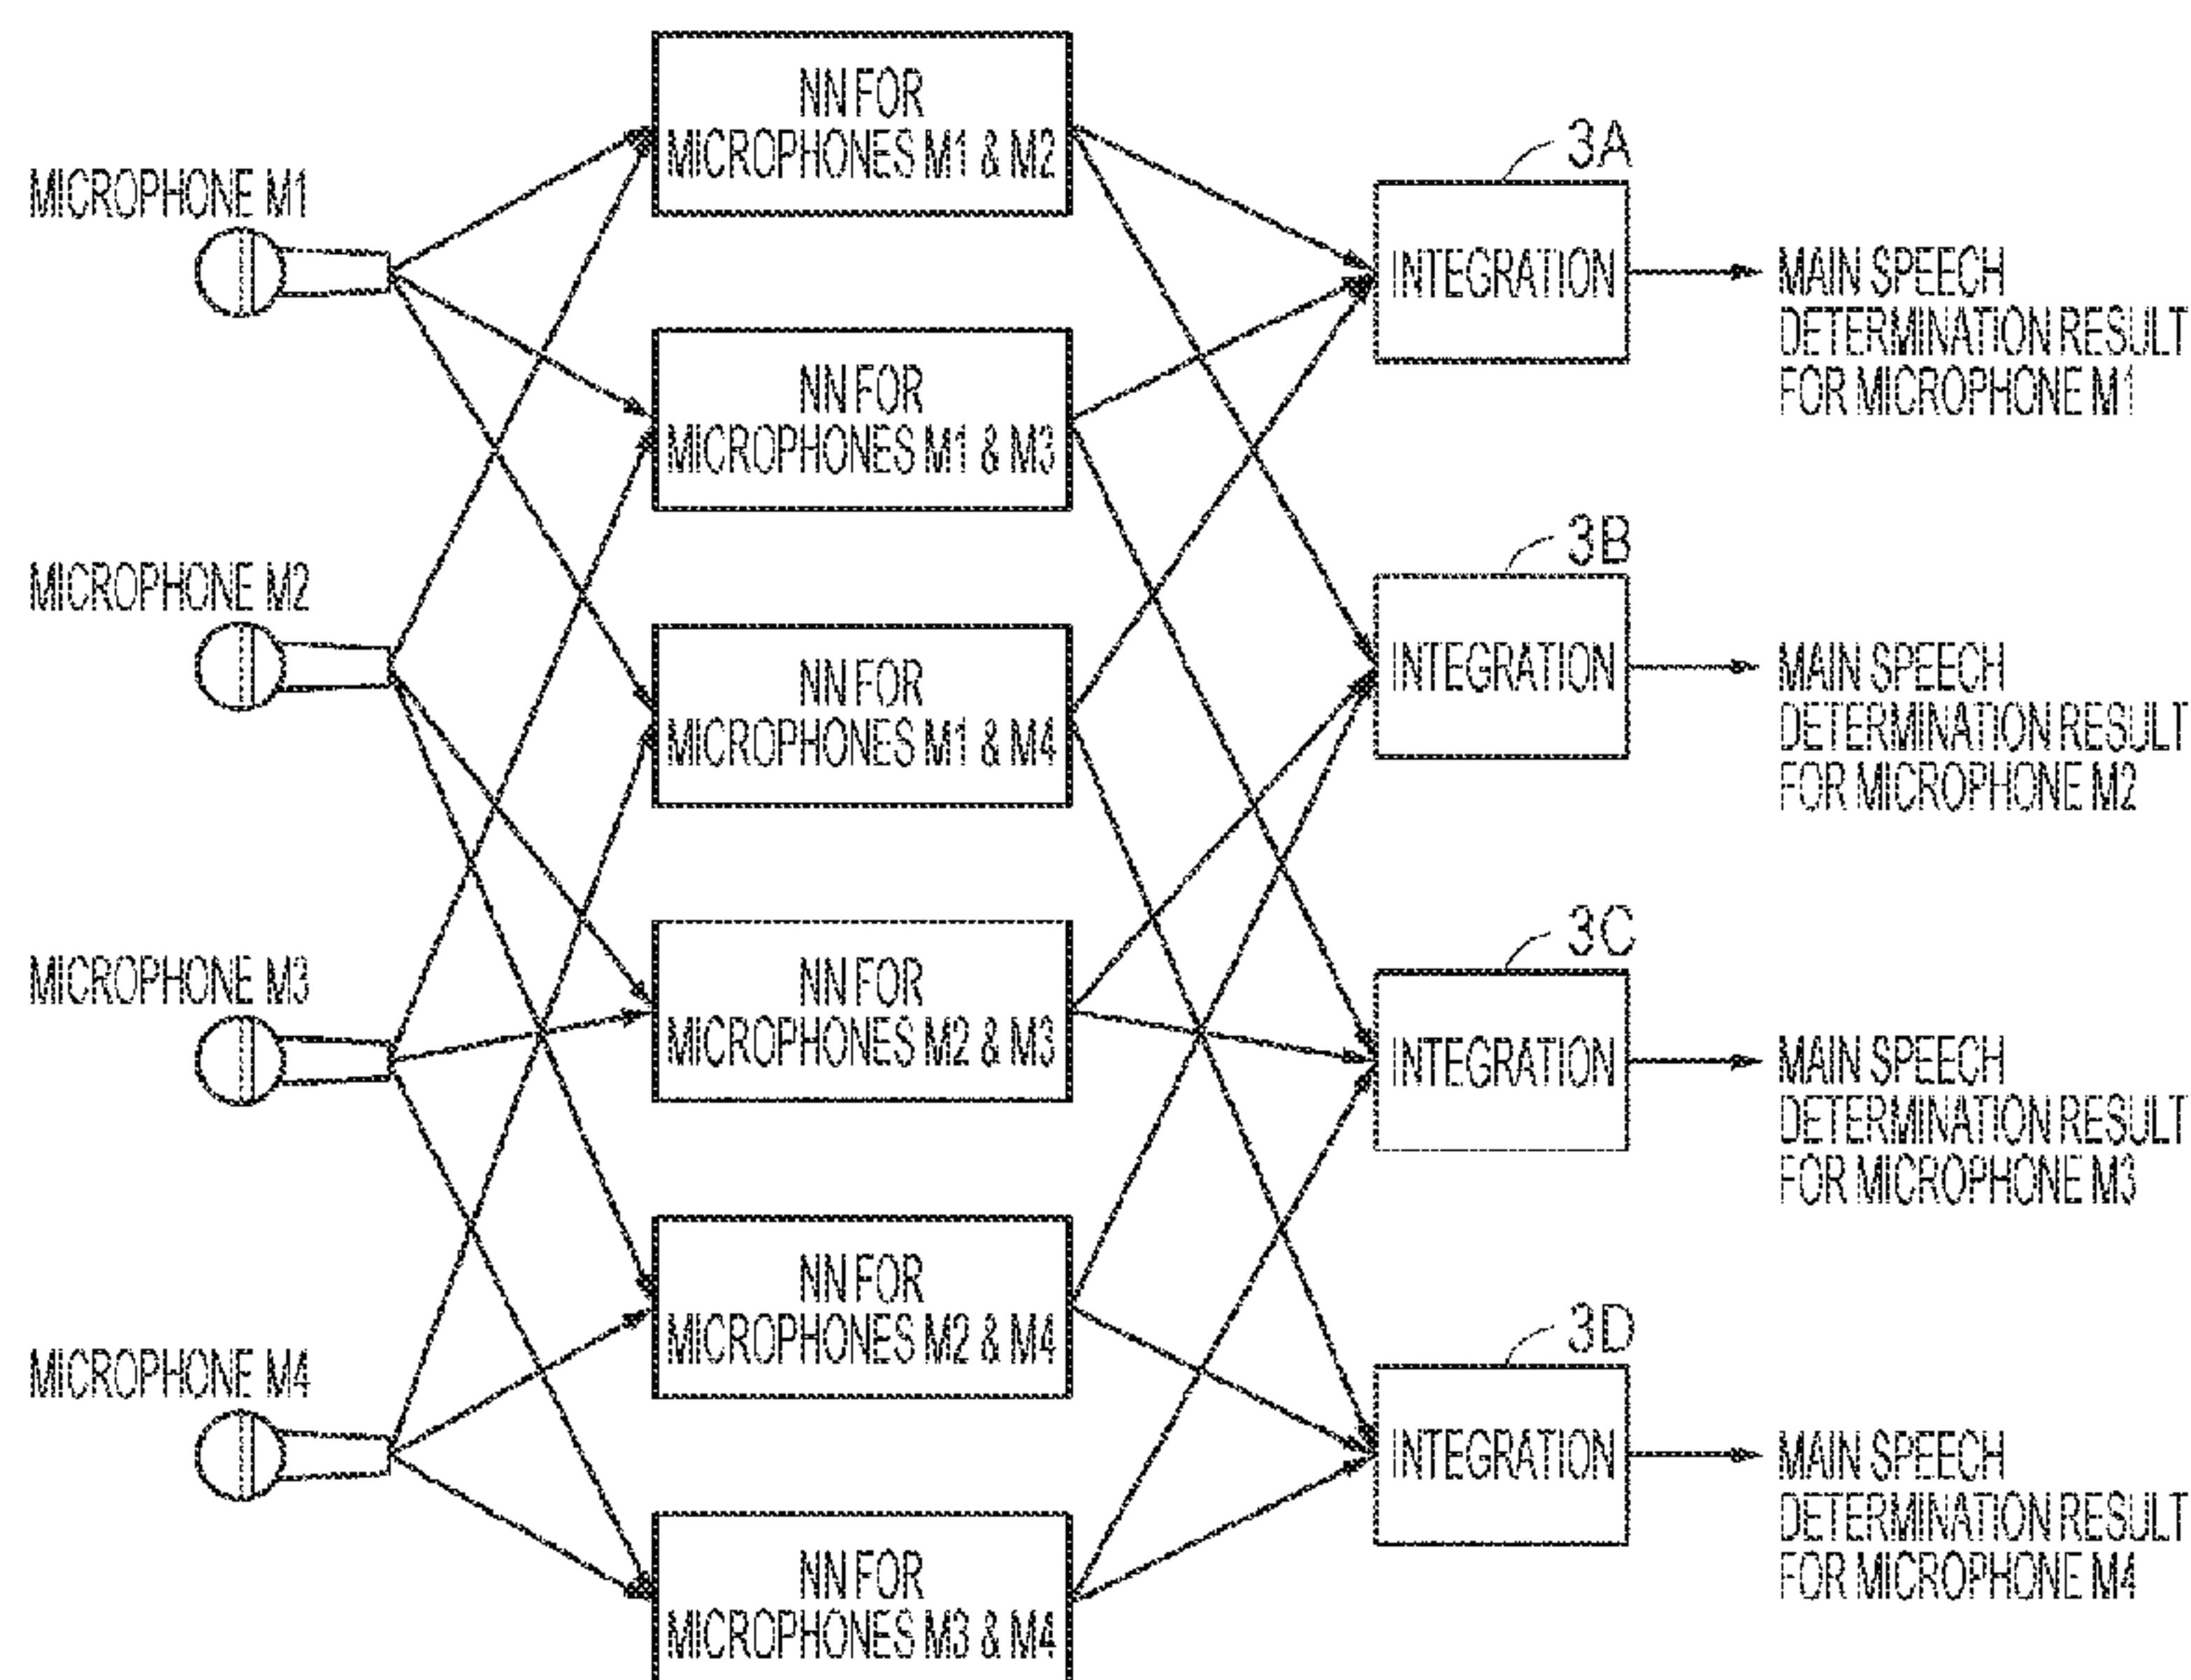 MICROPHONE M1
MICROPHONE M2
MICROPHONE M3
MICROPHONE M4
NN FOR
MICROPHONES M1 & M2
NN FOR
MICROPHONES M1 & M3
NN FOR
MICROPHONES M1 & M4
NN FOR
MICROPHONES M2 & M3
NN FOR
MICROPHONES M2 & M4
NN FOR
MICROPHONES M3 & M4
3A
INTEGRATION
3B
INTEGRATION
3C
INTEGRATION
3D
INTEGRATION
MAIN SPEECH
DETERMINATION RESULT
FOR MICROPHONE M1
MAIN SPEECH
DETERMINATION RESULT
FOR MICROPHONE M2
MAIN SPEECH
DETERMINATION RESULT
FOR MICROPHONE M3
MAIN SPEECH
DETERMINATION RESULT
FOR MICROPHONE M4